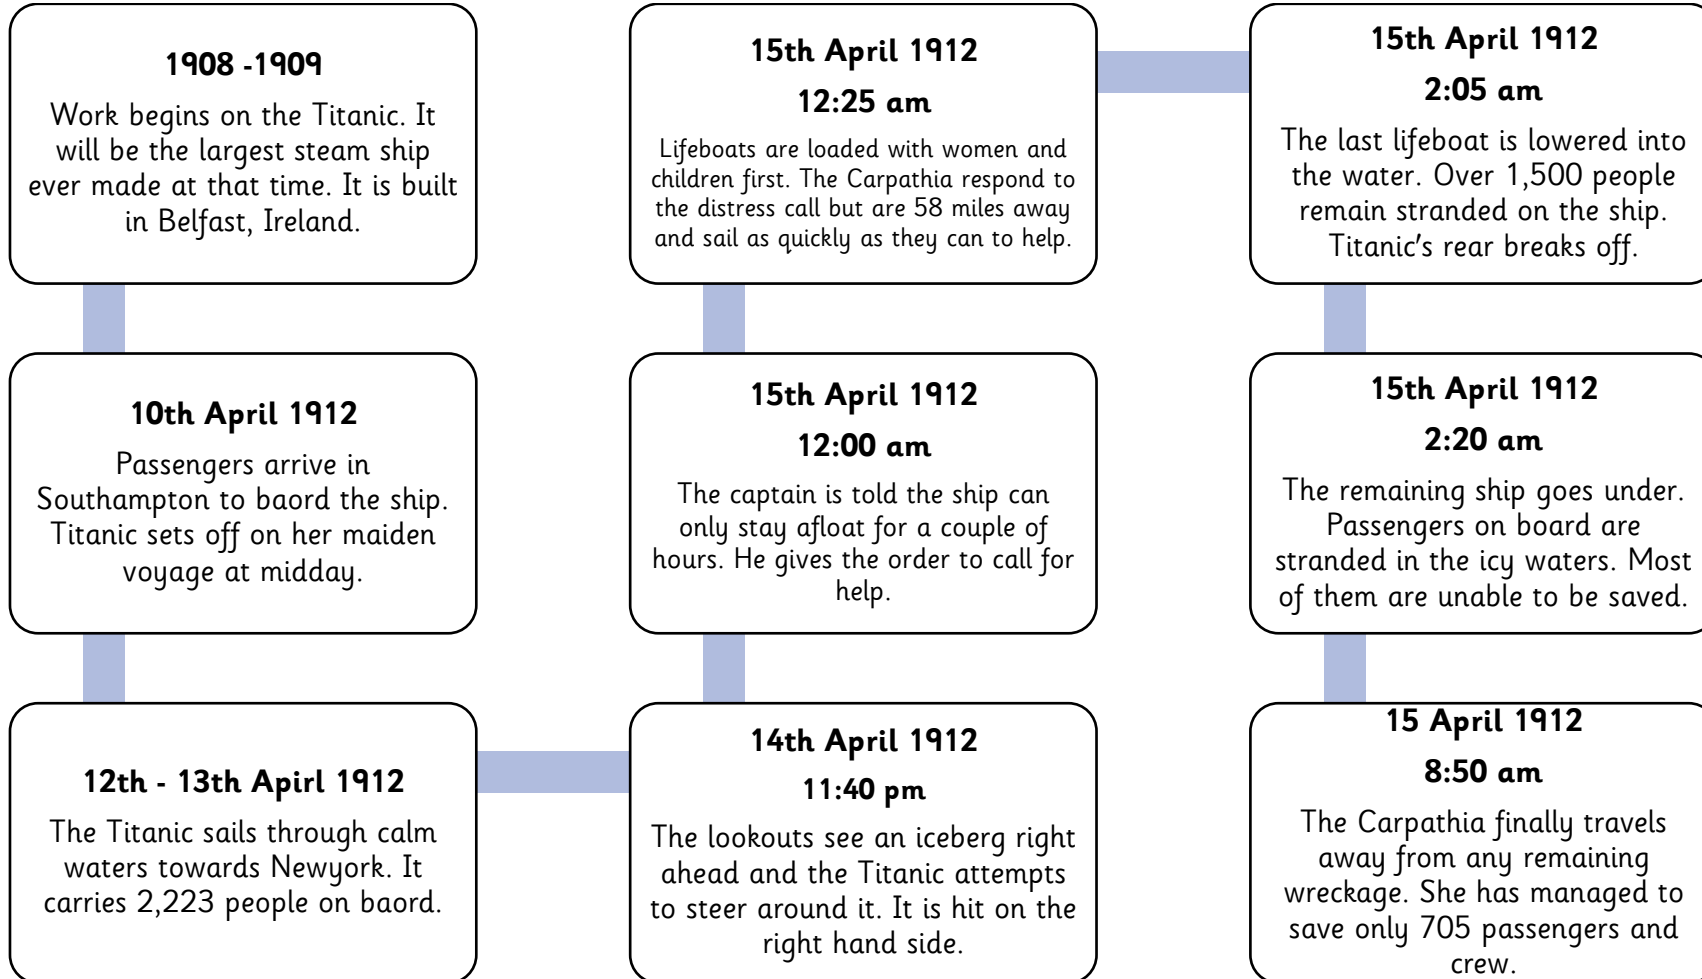 1908 -1909
Work begins on the Titanic. It
will be the largest steam ship
ever made at that time. It is built
in Belfast, Ireland.
10th April 1912
Passengers arrive in
Southampton to baord the ship.
Titanic sets off on her maiden
voyage at midday.
12th - 13th Apirl 1912
The Titanic sails through calm
waters towards Newyork. It
carries 2,223 people on baord.
14th April 1912
11:40 pm
The lookouts see an iceberg right
ahead and the Titanic attempts
to steer around it. It is hit on the
right hand side.
15th April 1912
12:00 am
The captain is told the ship can
only stay afloat for a couple of
hours. He gives the order to call for
help.
15th April 1912
12:25 am
Lifeboats are loaded with women and
children first. The Carpathia respond to
the distress call but are 58 miles away
and sail as quickly as they can to help.
15th April 1912
2:05 am
The last lifeboat is lowered into
the water. Over 1,500 people
remain stranded on the ship.
Titanic's rear breaks off.
15th April 1912
2:20 am
The remaining ship goes under.
Passengers on board are
stranded in the icy waters. Most
of them are unable to be saved.
15 April 1912
8:50 am
The Carpathia finally travels
away from any remaining
wreckage. She has managed to
save only 705 passengers and
crew.